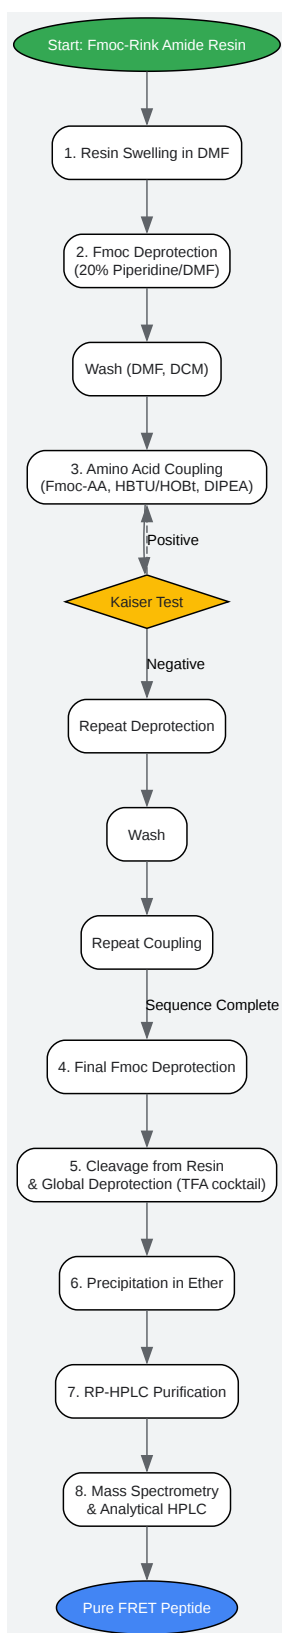 Start: Fmoc-Rink Amide Resin
1. Resin Swelling in DMF
2. Fmoc Deprotection
(20% Piperidine/DMF)
Wash (DMF, DCM)
3. Amino Acid Coupling
(Fmoc-AA, HBTU/HOBt, DIPEA)
Positive
Kaiser Test
Negative
Repeat Deprotection
Wash
Repeat Coupling
Sequence Complete
4. Final Fmoc Deprotection
5. Cleavage from Resin
& Global Deprotection (TFA cocktail)
6. Precipitation in Ether
7. RP-HPLC Purification
8. Mass Spectrometry
& Analytical HPLC
Pure FRET Peptide